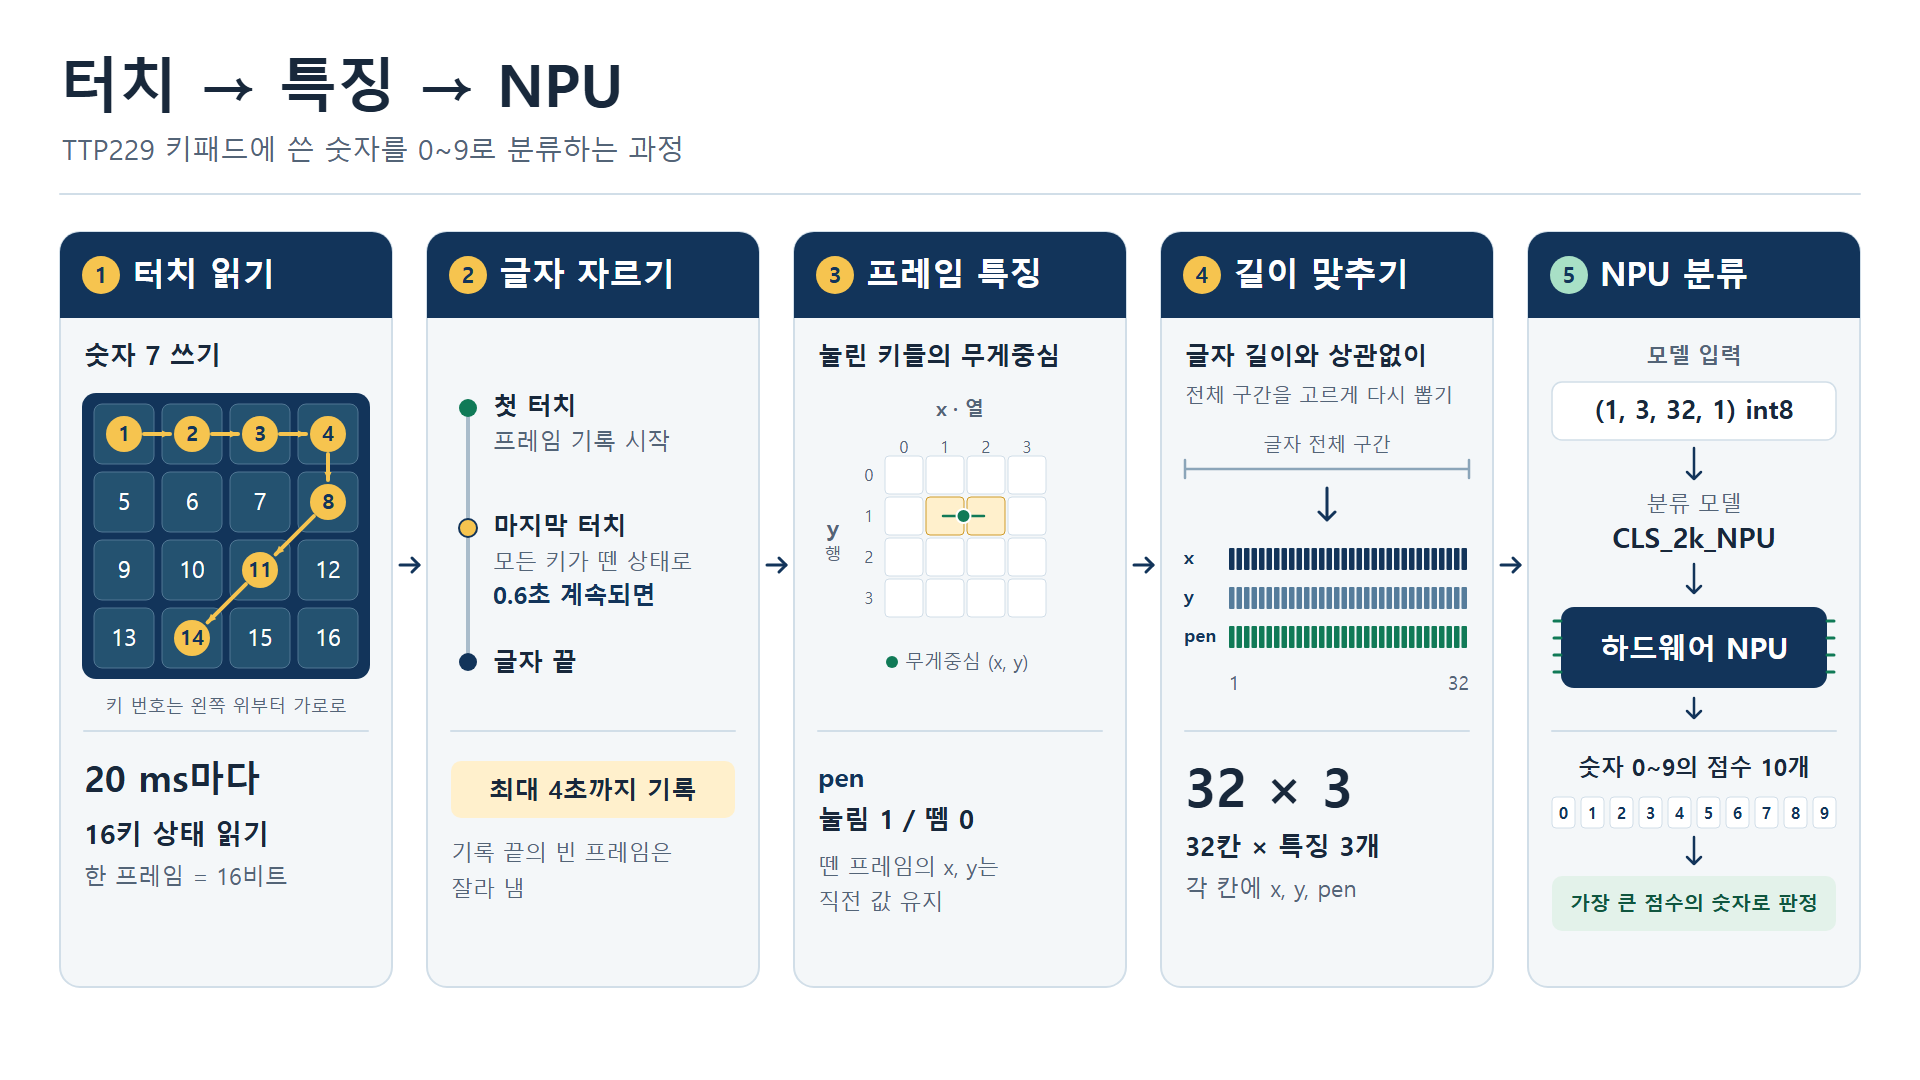 터치 → 특징 → NPU
TTP229 키패드에 쓴 숫자를 0~9로 분류하는 과정
1 터치 읽기
숫자 7 쓰기
1 2 3 4
5 6 7 8
9 10 11 12
13 14 15 16
키 번호는 왼쪽 위부터 가로로
20 ms마다
16키 상태 읽기
한 프레임 = 16비트
2 글자 자르기
첫 터치
프레임 기록 시작
마지막 터치
모든 키가 뗀 상태로
0.6초 계속되면
글자 끝
최대 4초까지 기록
기록 끝의 빈 프레임은
잘라 냄
3 프레임 특징
눌린 키들의 무게중심
x · 열
0 1 2 3
0
1
y
행
2
3
무게중심 (x, y)
pen
눌림 1 / 뗌 0
뗀 프레임의 x, y는
직전 값 유지
4 길이 맞추기
글자 길이와 상관없이
전체 구간을 고르게 다시 뽑기
글자 전체 구간
x
y
pen
1 32
32 × 3
32칸 × 특징 3개
각 칸에 x, y, pen
5 NPU 분류
모델 입력
(1, 3, 32, 1) int8
분류 모델
CLS_2k_NPU
하드웨어 NPU
숫자 0~9의 점수 10개
0 1 2 3 4 5 6 7 8 9
가장 큰 점수의 숫자로 판정